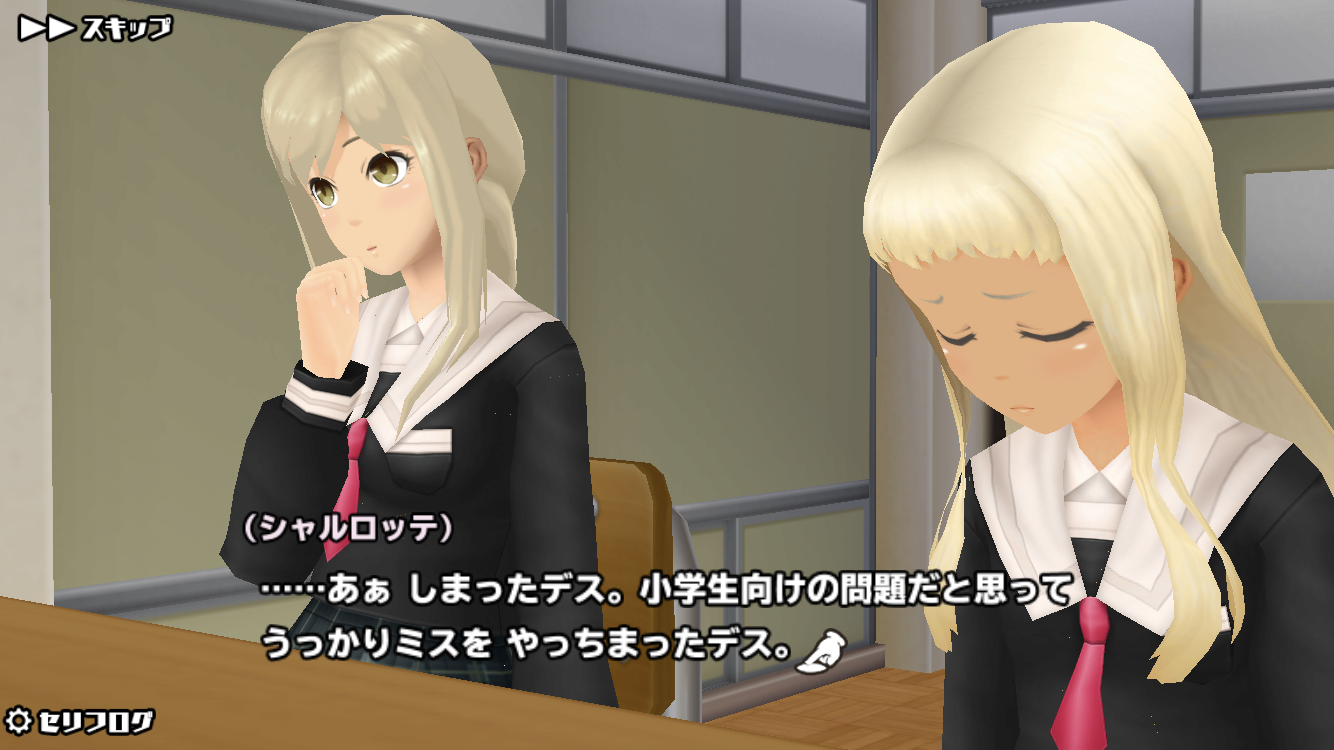 スキップ
(シャルロッテ)
……あぁ しまったデス。小学生向けの問題だと思って
うっかりミスを やっちまったデス。
セリフログ